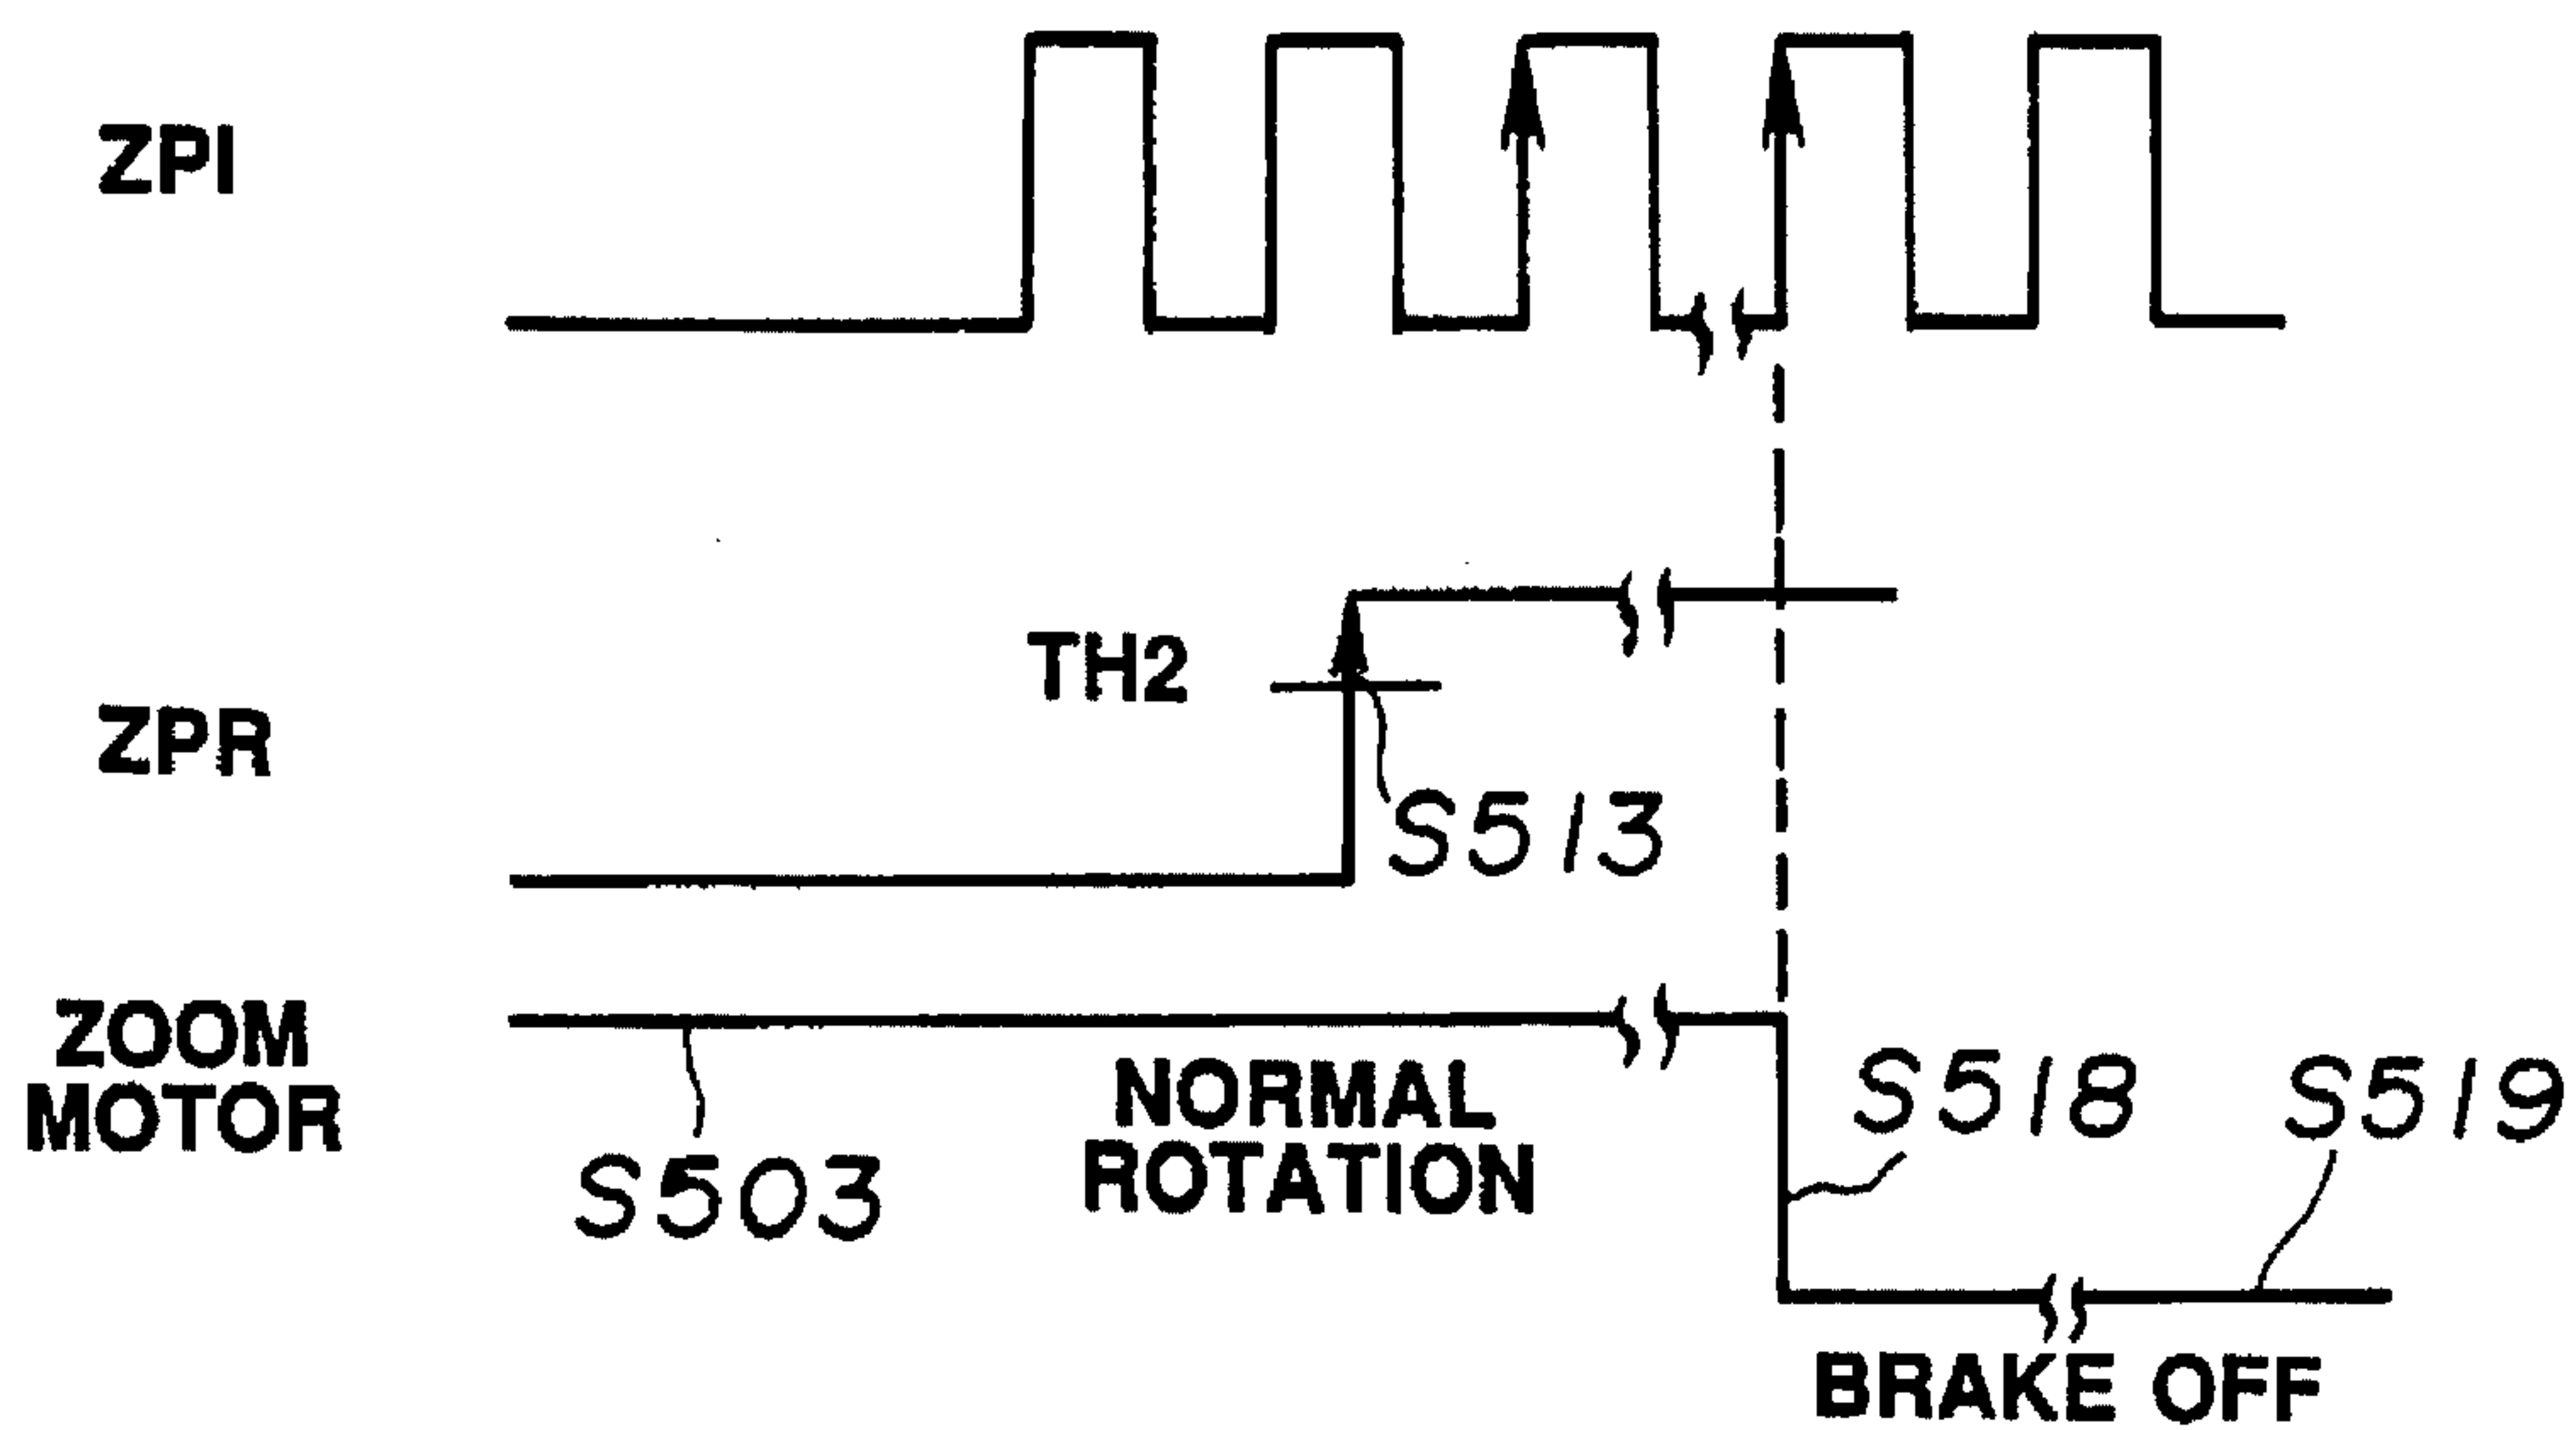 ZPI
TH2
ZPR
S513
ZOOM
MOTOR
NORMAL
ROTATION
S503
S518
S519
BRAKE OFF